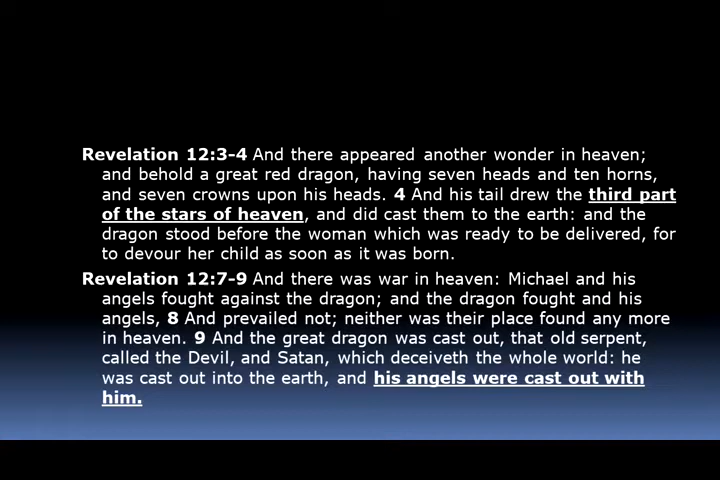 Revelation 12:3-4 And there appeared another wonder in heaven;
and behold a great red dragon, having seven heads and ten horns,
and seven crowns upon his heads. 4 And his tail drew the third part
of the stars of heaven, and did cast them to the earth: and the
dragon stood before the woman which was ready to be delivered, for
to devour her child as soon as it was born.
Revelation 12:7-9 And there was war in heaven: Michael and his
angels fought against the dragon; and the dragon fought and his
angels, 8 And prevailed not; neither was their place found any more
in heaven. 9 And the great dragon was cast out, that old serpent,
called the Devil, and Satan, which deceiveth the whole world: he
was cast out into the earth, and his angels were cast out with
him.